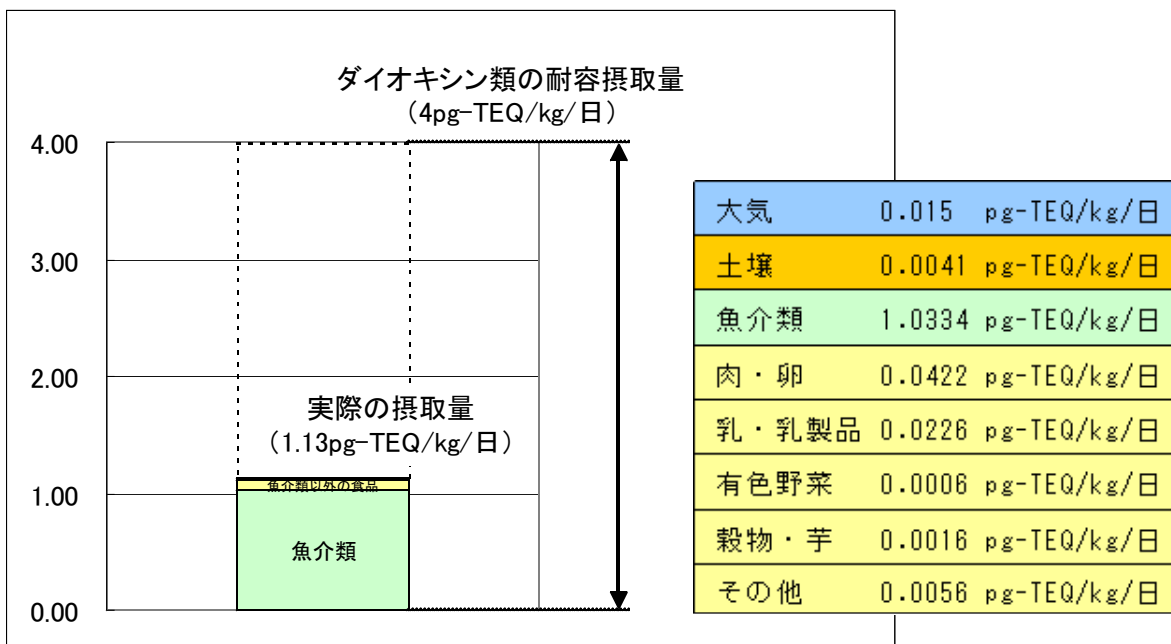 ダイオキシン類の耐容摂取量
（4pg-TEQ/kg/日）
4.00
3.00
2.00
1.00
0.00
実際の摂取量
（1.13pg-TEQ/kg/日）
魚介類以外の食品
魚介類
大気 0.015 pg-TEQ/kg/日
土壌 0.0041 pg-TEQ/kg/日
魚介類 1.0334 pg-TEQ/kg/日
肉・卵 0.0422 pg-TEQ/kg/日
乳・乳製品 0.0226 pg-TEQ/kg/日
有色野菜 0.0006 pg-TEQ/kg/日
穀物・芋 0.0016 pg-TEQ/kg/日
その他 0.0056 pg-TEQ/kg/日